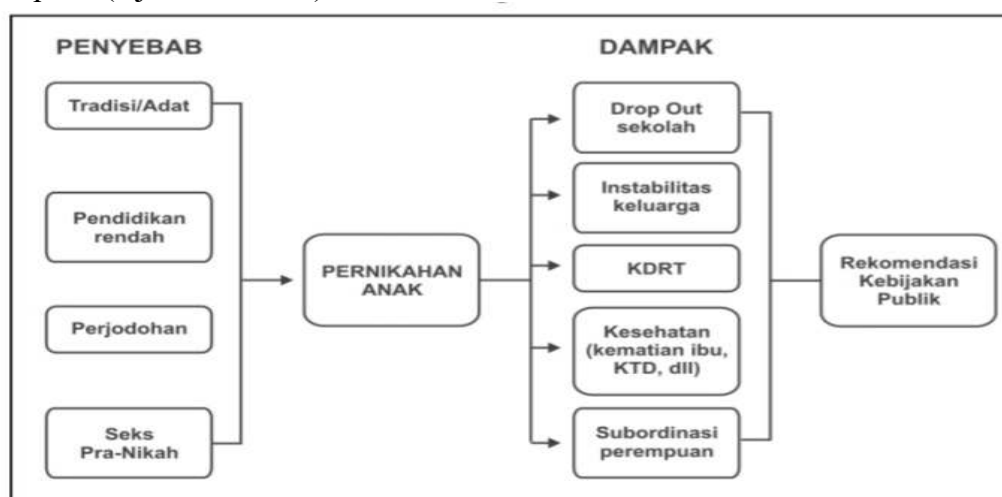 PENYEBAB
DAMPAK
Tradisi/Adat
Pendidikan
rendah
Perjodohan
Seks
Pra-Nikah
PERNIKAHAN
ANAK
Drop Out
sekolah
Instabilitas
keluarga
KDRT
Kesehatan
(kematian ibu,
KTD, dll)
Subordinasi
perempuan
Rekomendasi
Kebijakan
Publik